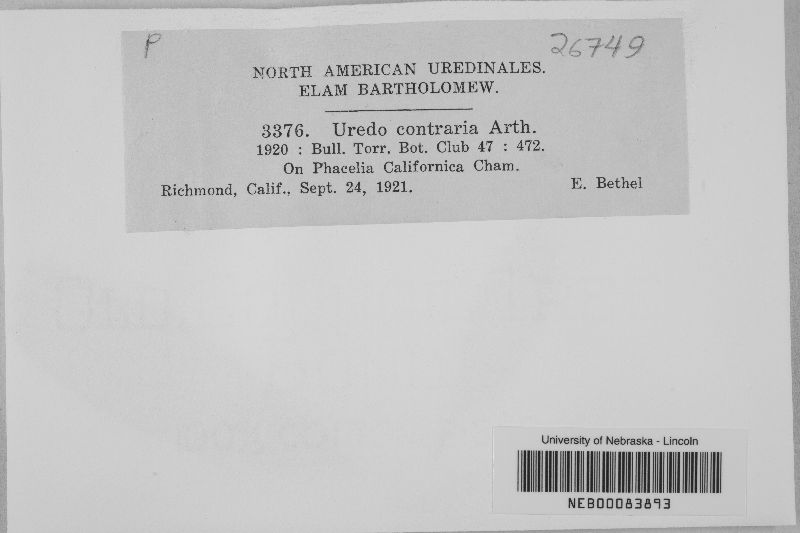 P 26749
NORTH AMERICAN UREDINALES.
ELAM BARTHOLOMEW.
3376. Uredo contraria Arth.
1920 : Bull. Torr. Bot. Club 47 : 472.
On Phacelia Californica Cham.
Richmond, Calif., Sept. 24, 1921. E. Bethel
University of Nebraska - Lincoln
NEB00083893